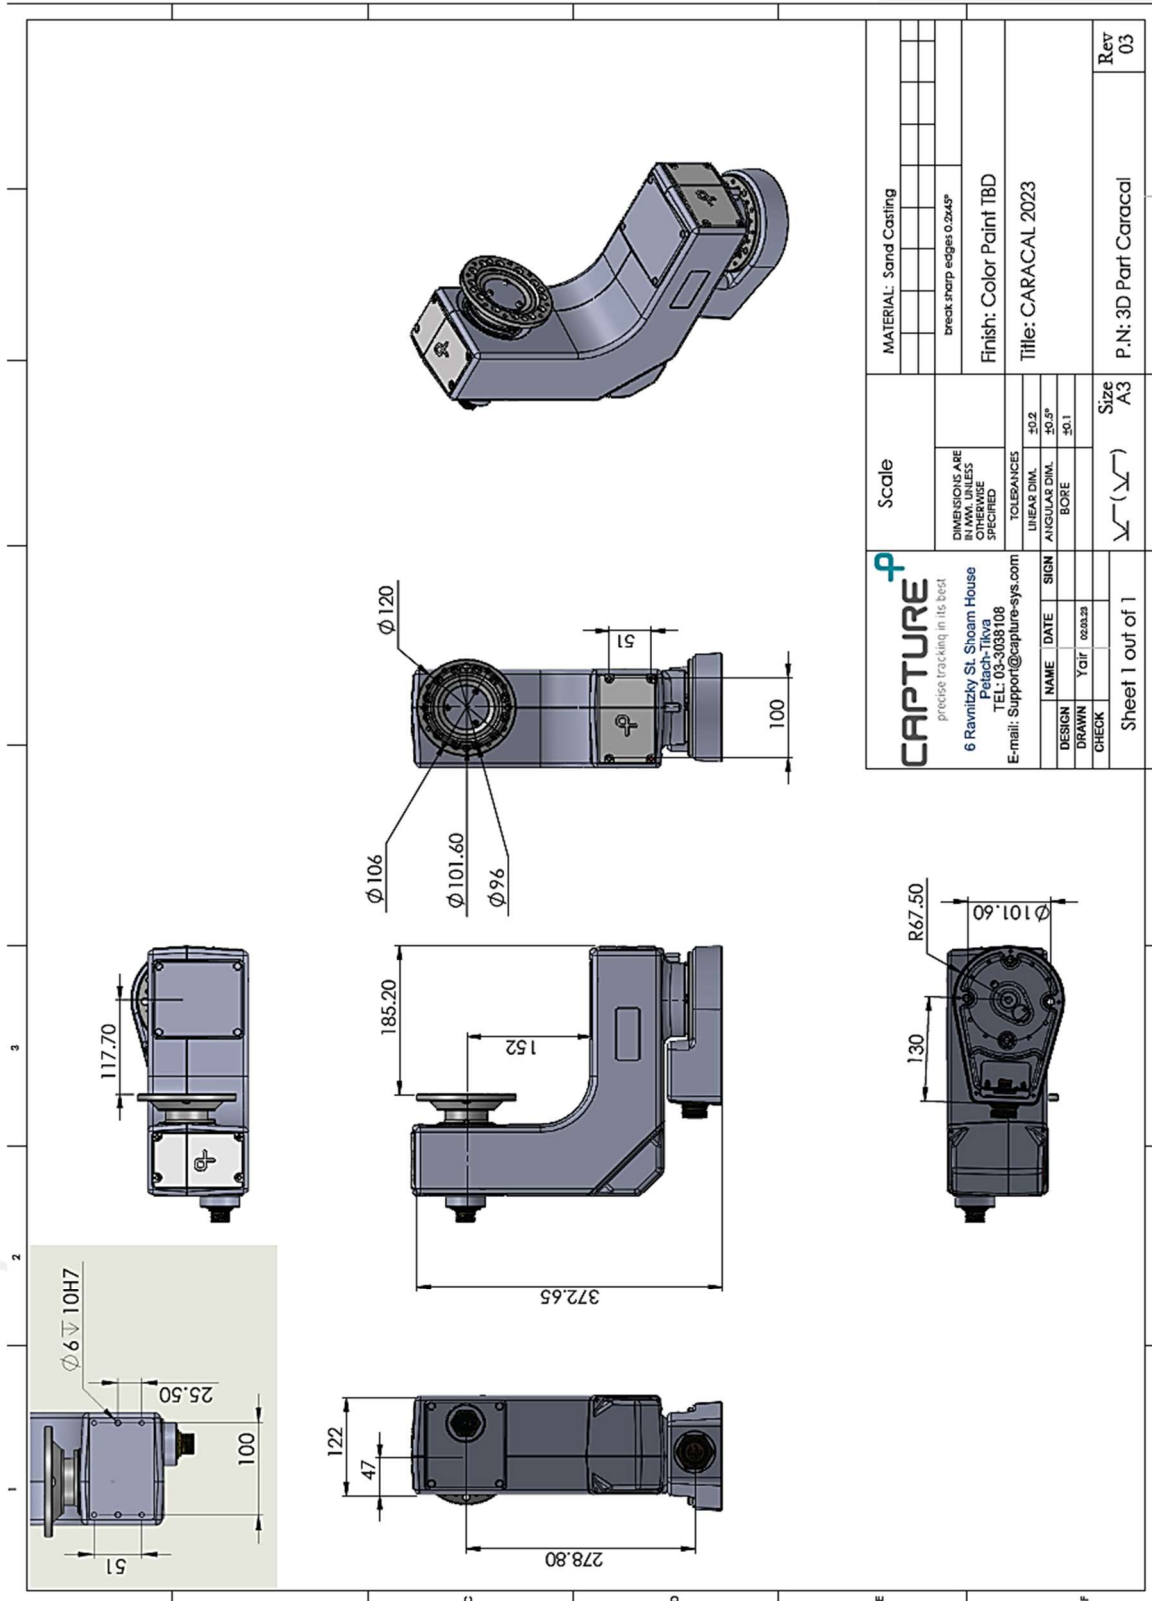 MATERIAL: Sand Casting
break sharp edges 0.2x45°
Finish: Color Paint TBD
Title: CARACAL 2023
P.N: 3D Part Caracal
Rev
03
Scale
DIMENSIONS ARE
IN MM. UNLESS
OTHERWISE
SPECIFIED
TOLERANCES
LINEAR DIM. ±0.2
ANGULAR DIM. ±0.5°
BORE ±0.1
Size
A3
CAPTURE
precise tracking in its best
6 Ravnitzky St. Shoam House
Petach-Tikva
TEL: 03-3038108
E-mail: Support@capture-sys.com
NAME DATE SIGN
DESIGN
DRAWN Yair 02.03.23
CHECK
Sheet 1 out of 1
Ø6 ↧ 10H7
25.50
100
51
117.70
122
47
278.80
372.65
185.20
152
Ø106
Ø101.60
Ø96
Ø120
51
100
R67.50
Ø101.60
130
1
2
3
C
D
E
F